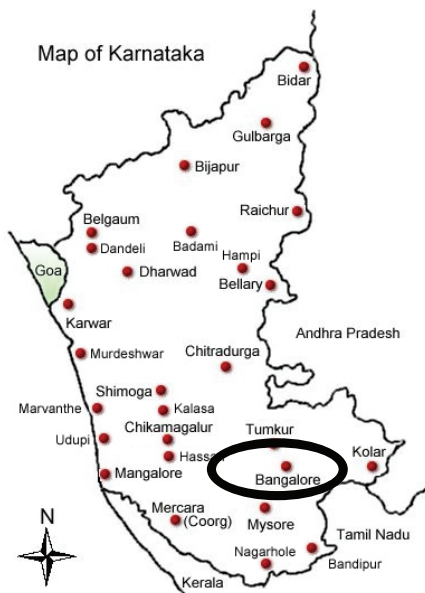 Map of Karnataka
Bidar
Gulbarga
Bijapur
Raichur
Belgaum
Dandeli
Badami
Hampi
Goa
Dharwad
Bellary
Karwar
Andhra Pradesh
Murdeshwar
Chitradurga
Shimoga
Marvanthe
Kalasa
Chikamagalur
Tumkur
Udupi
Kolar
Mangalore
Bangalore
Mercara
(Coorg)
Mysore
N
Tamil Nadu
Nagarhole
Bandipur
Kerala